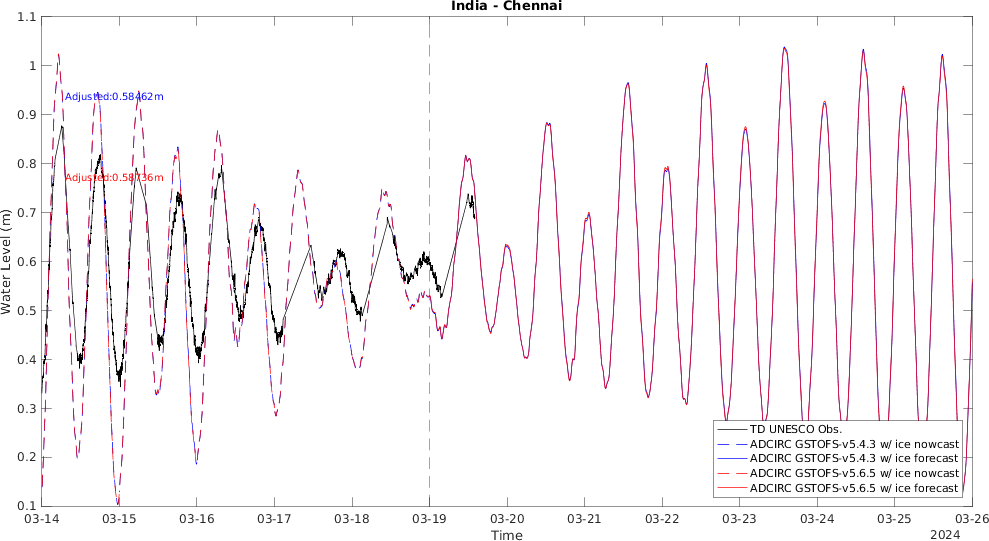 India - Chennai
Water Level (m)
1.1
1
0.9
0.8
0.7
0.6
0.5
0.4
0.3
0.2
0.1
Adjusted:0.58462m
Adjusted:0.58736m
TD UNESCO Obs.
ADCIRC GSTOFS-v5.4.3 w/ ice nowcast
ADCIRC GSTOFS-v5.4.3 w/ ice forecast
ADCIRC GSTOFS-v5.6.5 w/ ice nowcast
ADCIRC GSTOFS-v5.6.5 w/ ice forecast
03-14 03-15 03-16 03-17 03-18 03-19 03-20 03-21 03-22 03-23 03-24 03-25 03-26
Time
2024